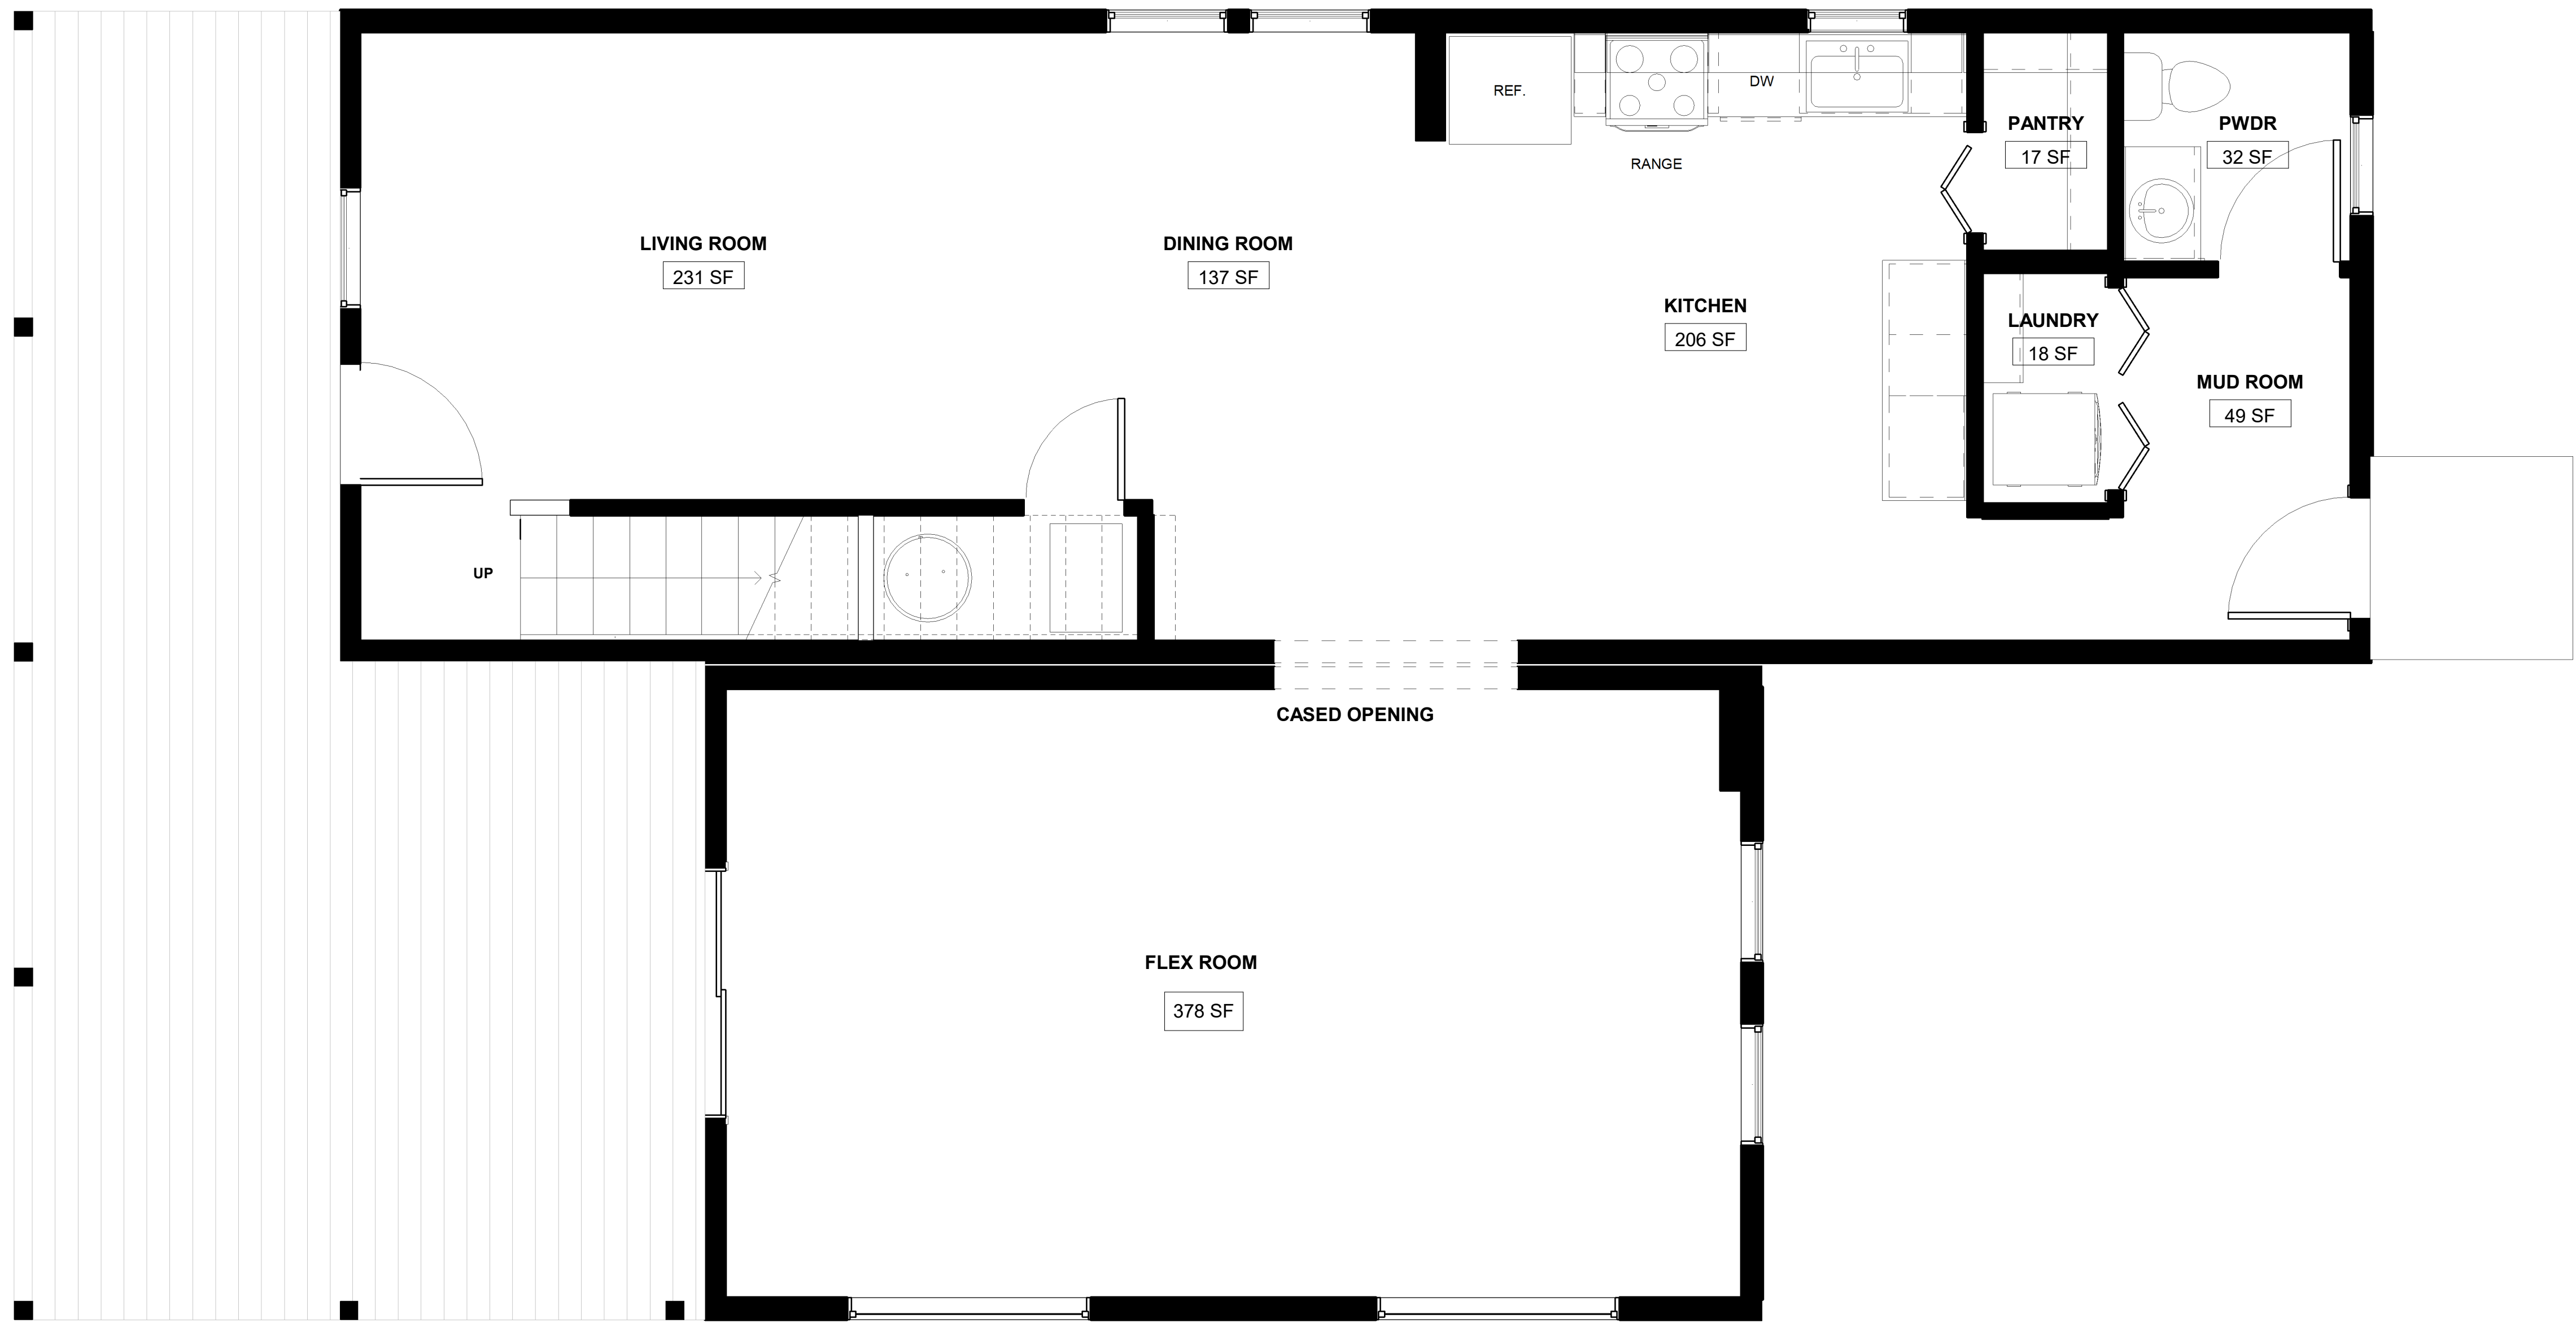 REF.
DW
RANGE
PANTRY
17 SF
PWDR
32 SF
LIVING ROOM
231 SF
DINING ROOM
137 SF
KITCHEN
206 SF
LAUNDRY
18 SF
MUD ROOM
49 SF
UP
CASED OPENING
FLEX ROOM
378 SF